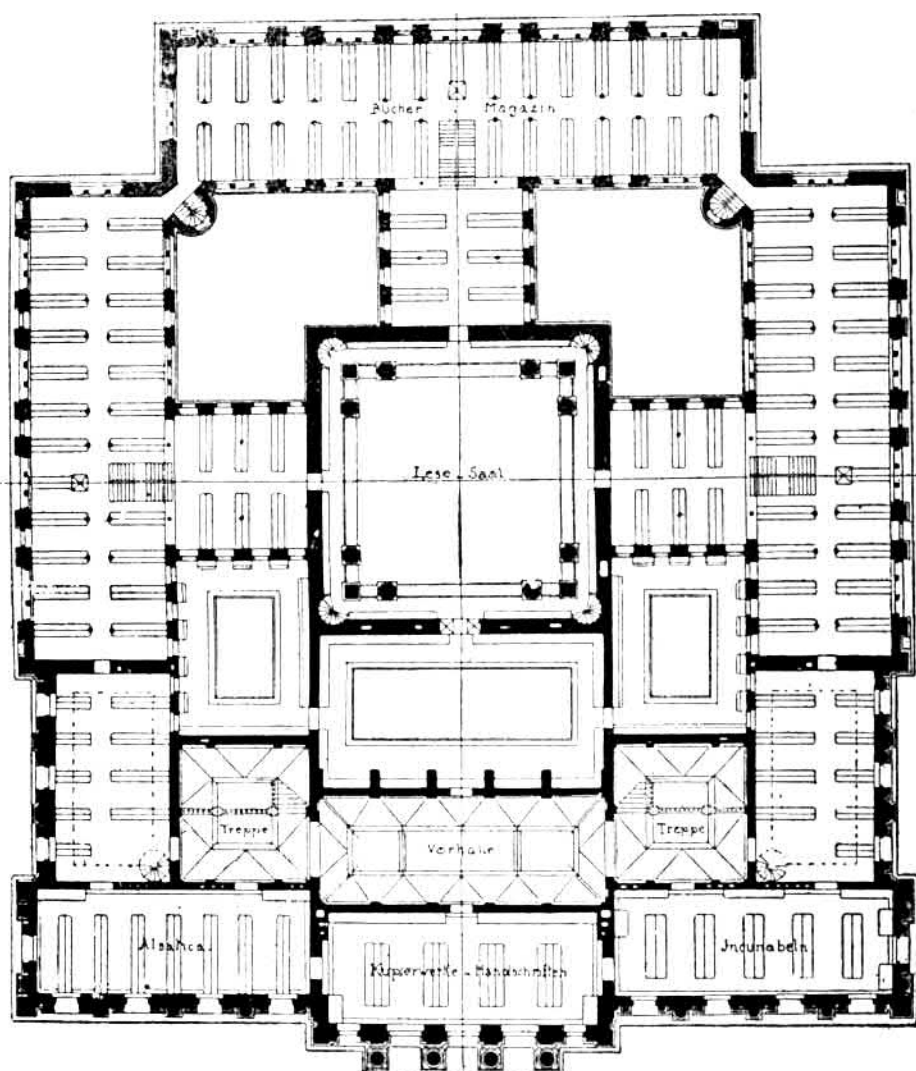 Bücher Magazin
Lese-Saal
Treppe
Vorhalle
Treppe
Alsatica.
Kupferwerke-Handschriften
Incunabeln